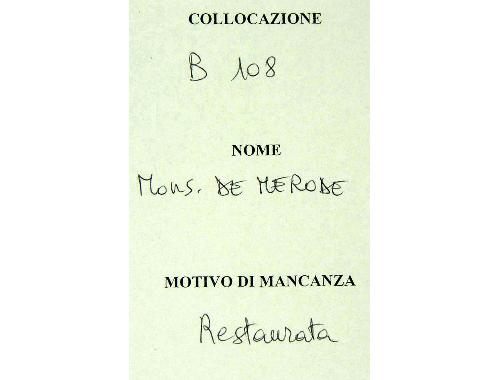 COLLOCAZIONE
B 108
NOME
Mons. DE MERODE
MOTIVO DI MANCANZA
Restaurata